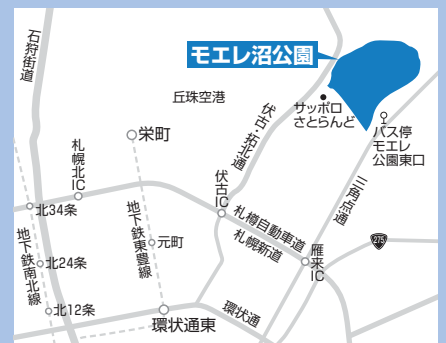 石狩街道
モエレ沼公園
丘珠空港
サッポロ
さとらんど
バス停
モエレ
公園東口
伏古・拓北通
栄町
札幌北IC
三角点通
伏古IC
札樽自動車道
札幌新道
北34条
地下鉄東豊線
元町
雁来IC
275
地下鉄南北線
北24条
北12条
環状通東
環状通